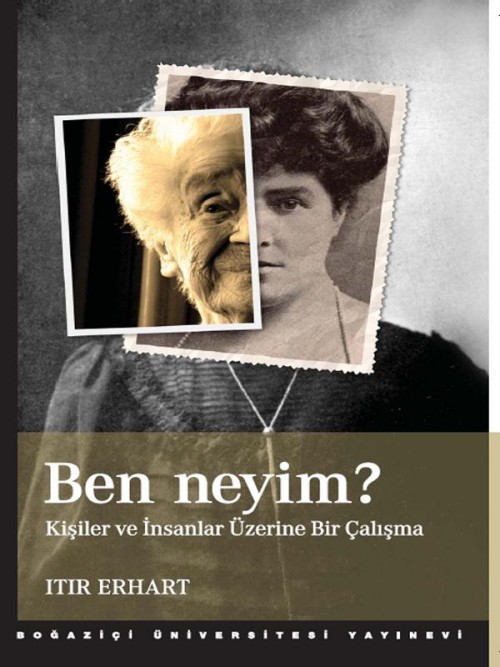 Ben neyim?
Kişiler ve İnsanlar Üzerine Bir Çalışma
ITIR ERHART
BOĞAZİÇİ ÜNİVERSİTESİ YAYINEVİ